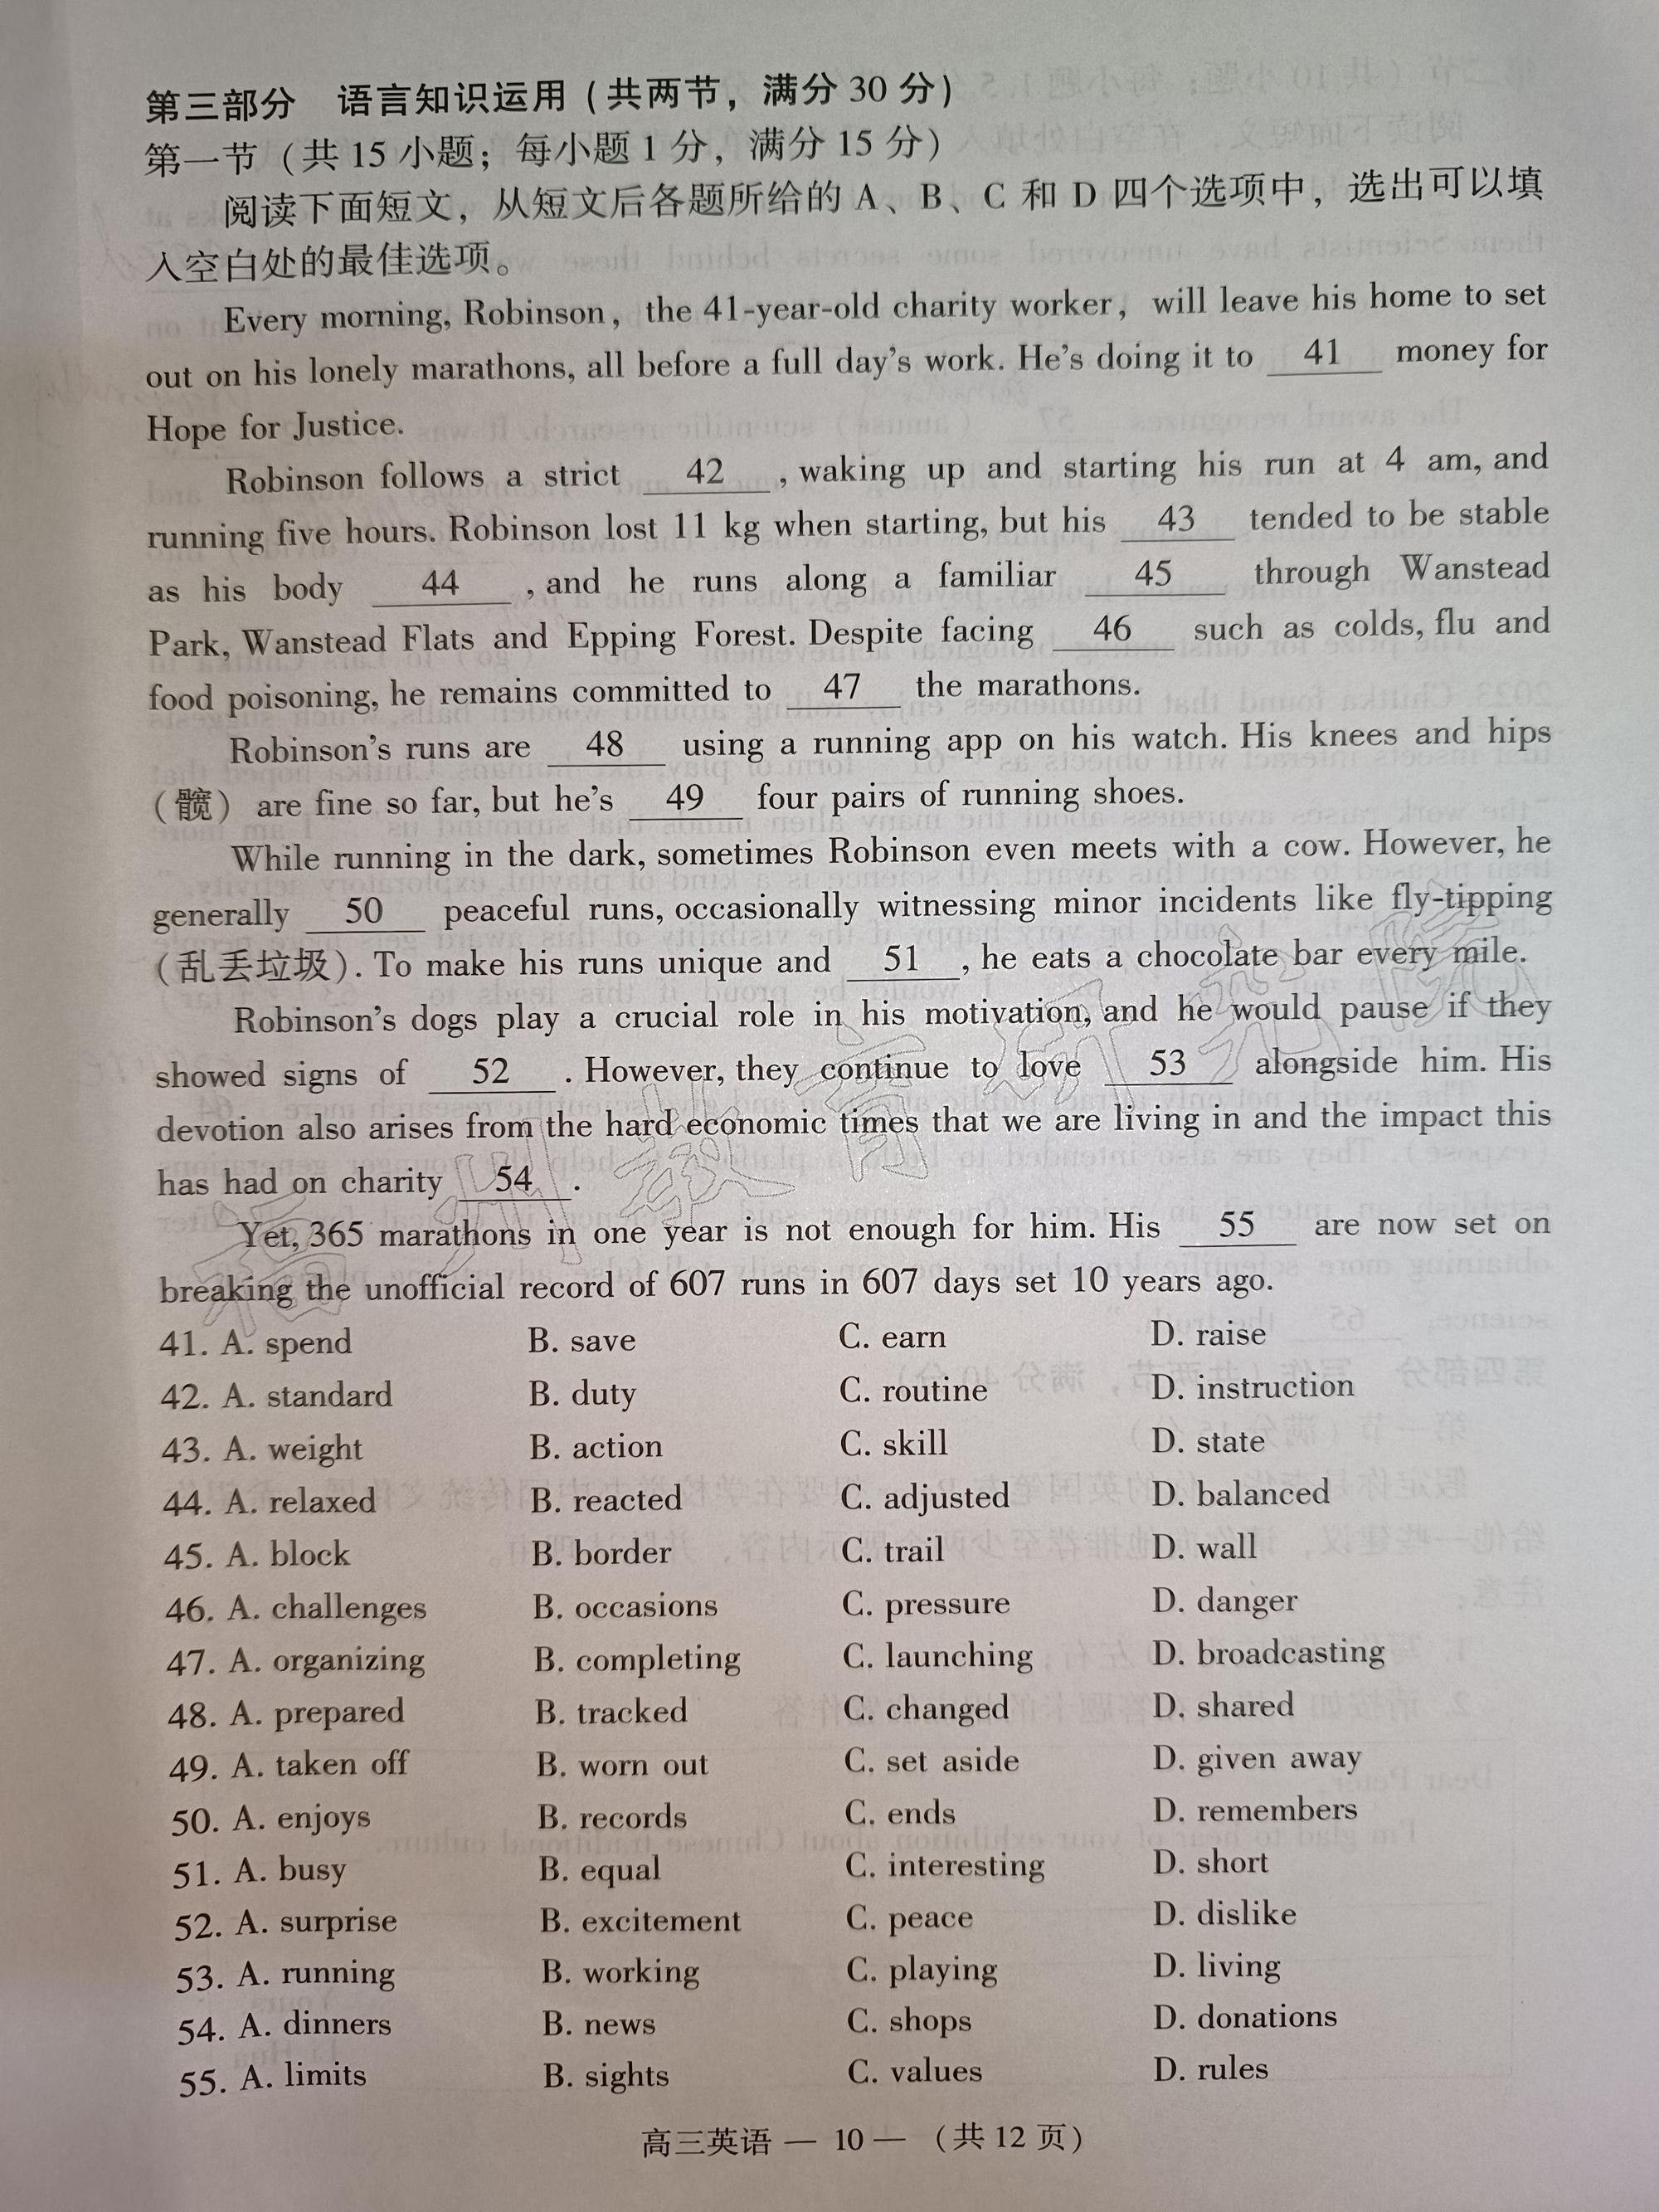 第三部分 语言知识运用(共两节，满分 30 分)
第一节(共 15 小题；每小题 1 分，满分 15 分)
阅读下面短文，从短文后各题所给的 A、B、C 和 D 四个选项中，选出可以填
入空白处的最佳选项。
Every morning, Robinson, the 41-year-old charity worker, will leave his home to set
out on his lonely marathons, all before a full day's work. He's doing it to 41 money for
Hope for Justice.
Robinson follows a strict 42 , waking up and starting his run at 4 am, and
running five hours. Robinson lost 11 kg when starting, but his 43 tended to be stable
as his body 44 , and he runs along a familiar 45 through Wanstead
Park, Wanstead Flats and Epping Forest. Despite facing 46 such as colds, flu and
food poisoning, he remains committed to 47 the marathons.
Robinson's runs are 48 using a running app on his watch. His knees and hips
(髋) are fine so far, but he's 49 four pairs of running shoes.
While running in the dark, sometimes Robinson even meets with a cow. However, he
generally 50 peaceful runs, occasionally witnessing minor incidents like fly-tipping
(乱丢垃圾). To make his runs unique and 51 , he eats a chocolate bar every mile.
Robinson's dogs play a crucial role in his motivation, and he would pause if they
showed signs of 52 . However, they continue to love 53 alongside him. His
devotion also arises from the hard economic times that we are living in and the impact this
has had on charity 54 .
Yet, 365 marathons in one year is not enough for him. His 55 are now set on
breaking the unofficial record of 607 runs in 607 days set 10 years ago.
41. A. spend B. save C. earn D. raise
42. A. standard B. duty C. routine D. instruction
43. A. weight B. action C. skill D. state
44. A. relaxed B. reacted C. adjusted D. balanced
45. A. block B. border C. trail D. wall
46. A. challenges B. occasions C. pressure D. danger
47. A. organizing B. completing C. launching D. broadcasting
48. A. prepared B. tracked C. changed D. shared
49. A. taken off B. worn out C. set aside D. given away
50. A. enjoys B. records C. ends D. remembers
51. A. busy B. equal C. interesting D. short
52. A. surprise B. excitement C. peace D. dislike
53. A. running B. working C. playing D. living
54. A. dinners B. news C. shops D. donations
55. A. limits B. sights C. values D. rules
高三英语 — 10 — (共 12 页)